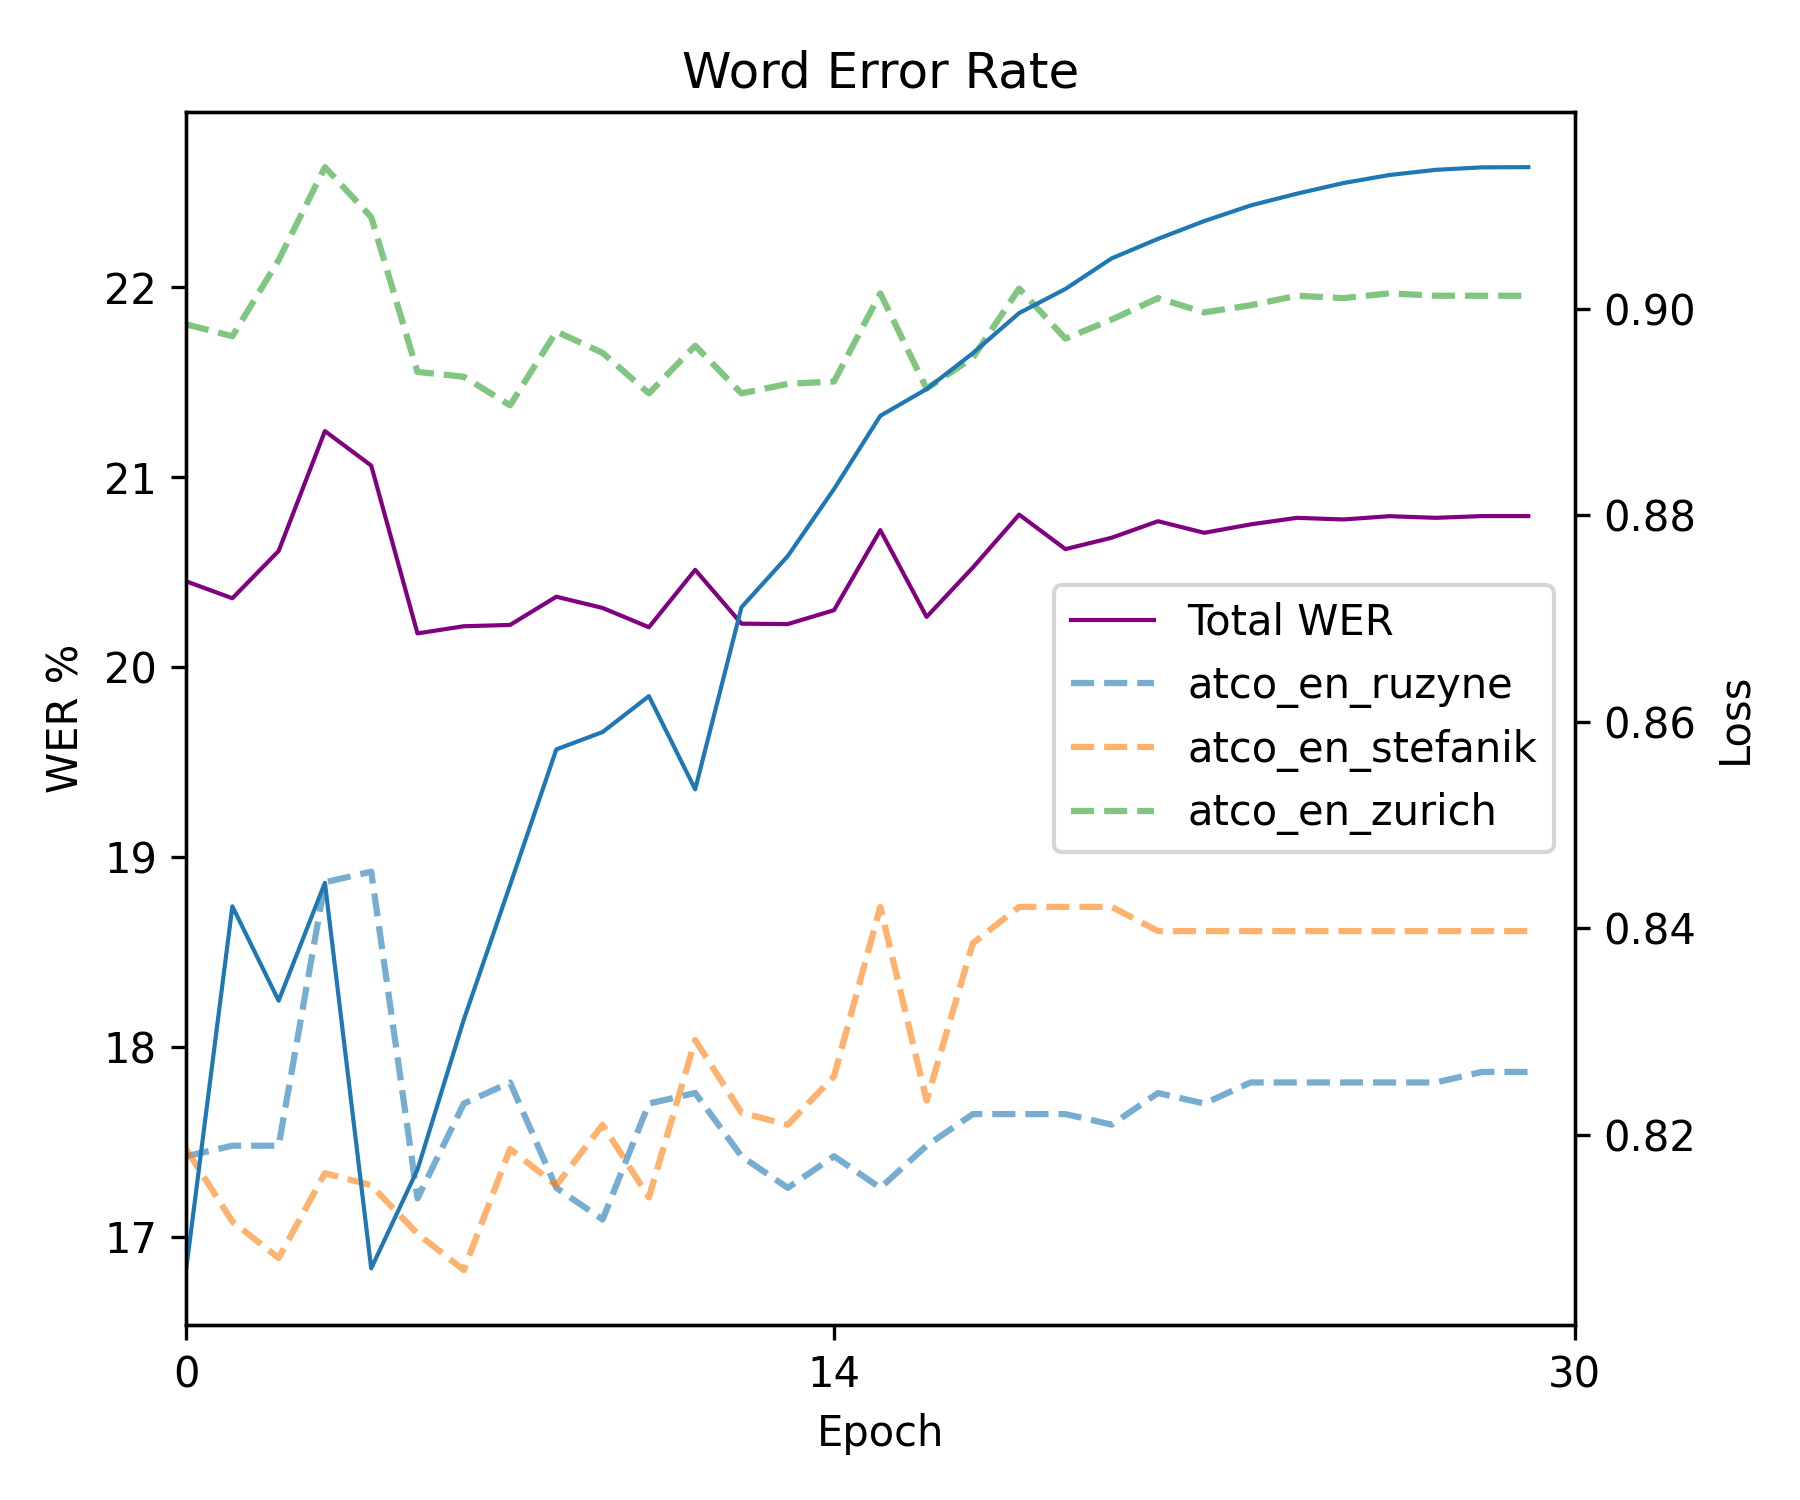 Word Error Rate
22
21
20
19
18
17
WER %
0.90
0.88
0.86
0.84
0.82
Loss
Total WER
atco_en_ruzyne
atco_en_stefanik
atco_en_zurich
0 14 30
Epoch